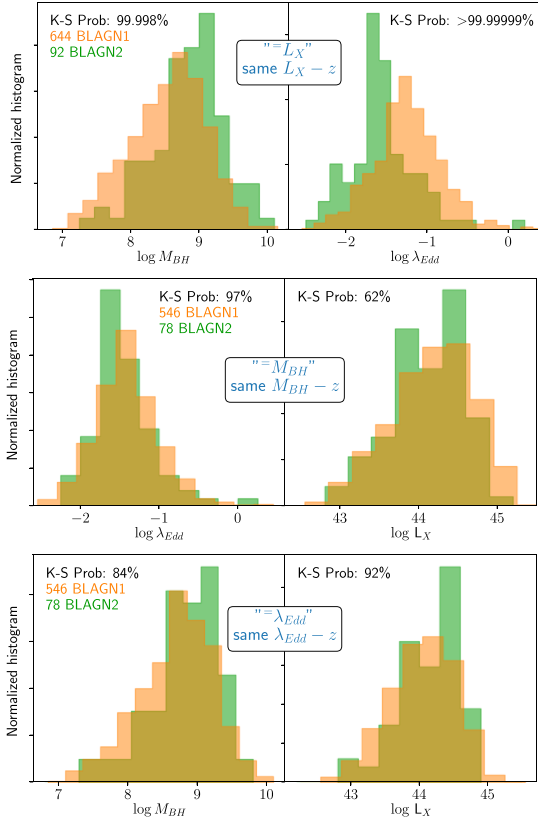 K-S Prob: 99.998%
644 BLAGN1
92 BLAGN2
K-S Prob: >99.99999%
"=L_X"
same L_X − z
Normalized histogram
7 8 9 10
log M_BH
−2 −1 0
log λ_Edd
K-S Prob: 97%
546 BLAGN1
78 BLAGN2
K-S Prob: 62%
"=M_BH"
same M_BH − z
Normalized histogram
−2 −1 0
log λ_Edd
43 44 45
log L_X
K-S Prob: 84%
546 BLAGN1
78 BLAGN2
K-S Prob: 92%
"=λ_Edd"
same λ_Edd − z
Normalized histogram
7 8 9 10
log M_BH
43 44 45
log L_X